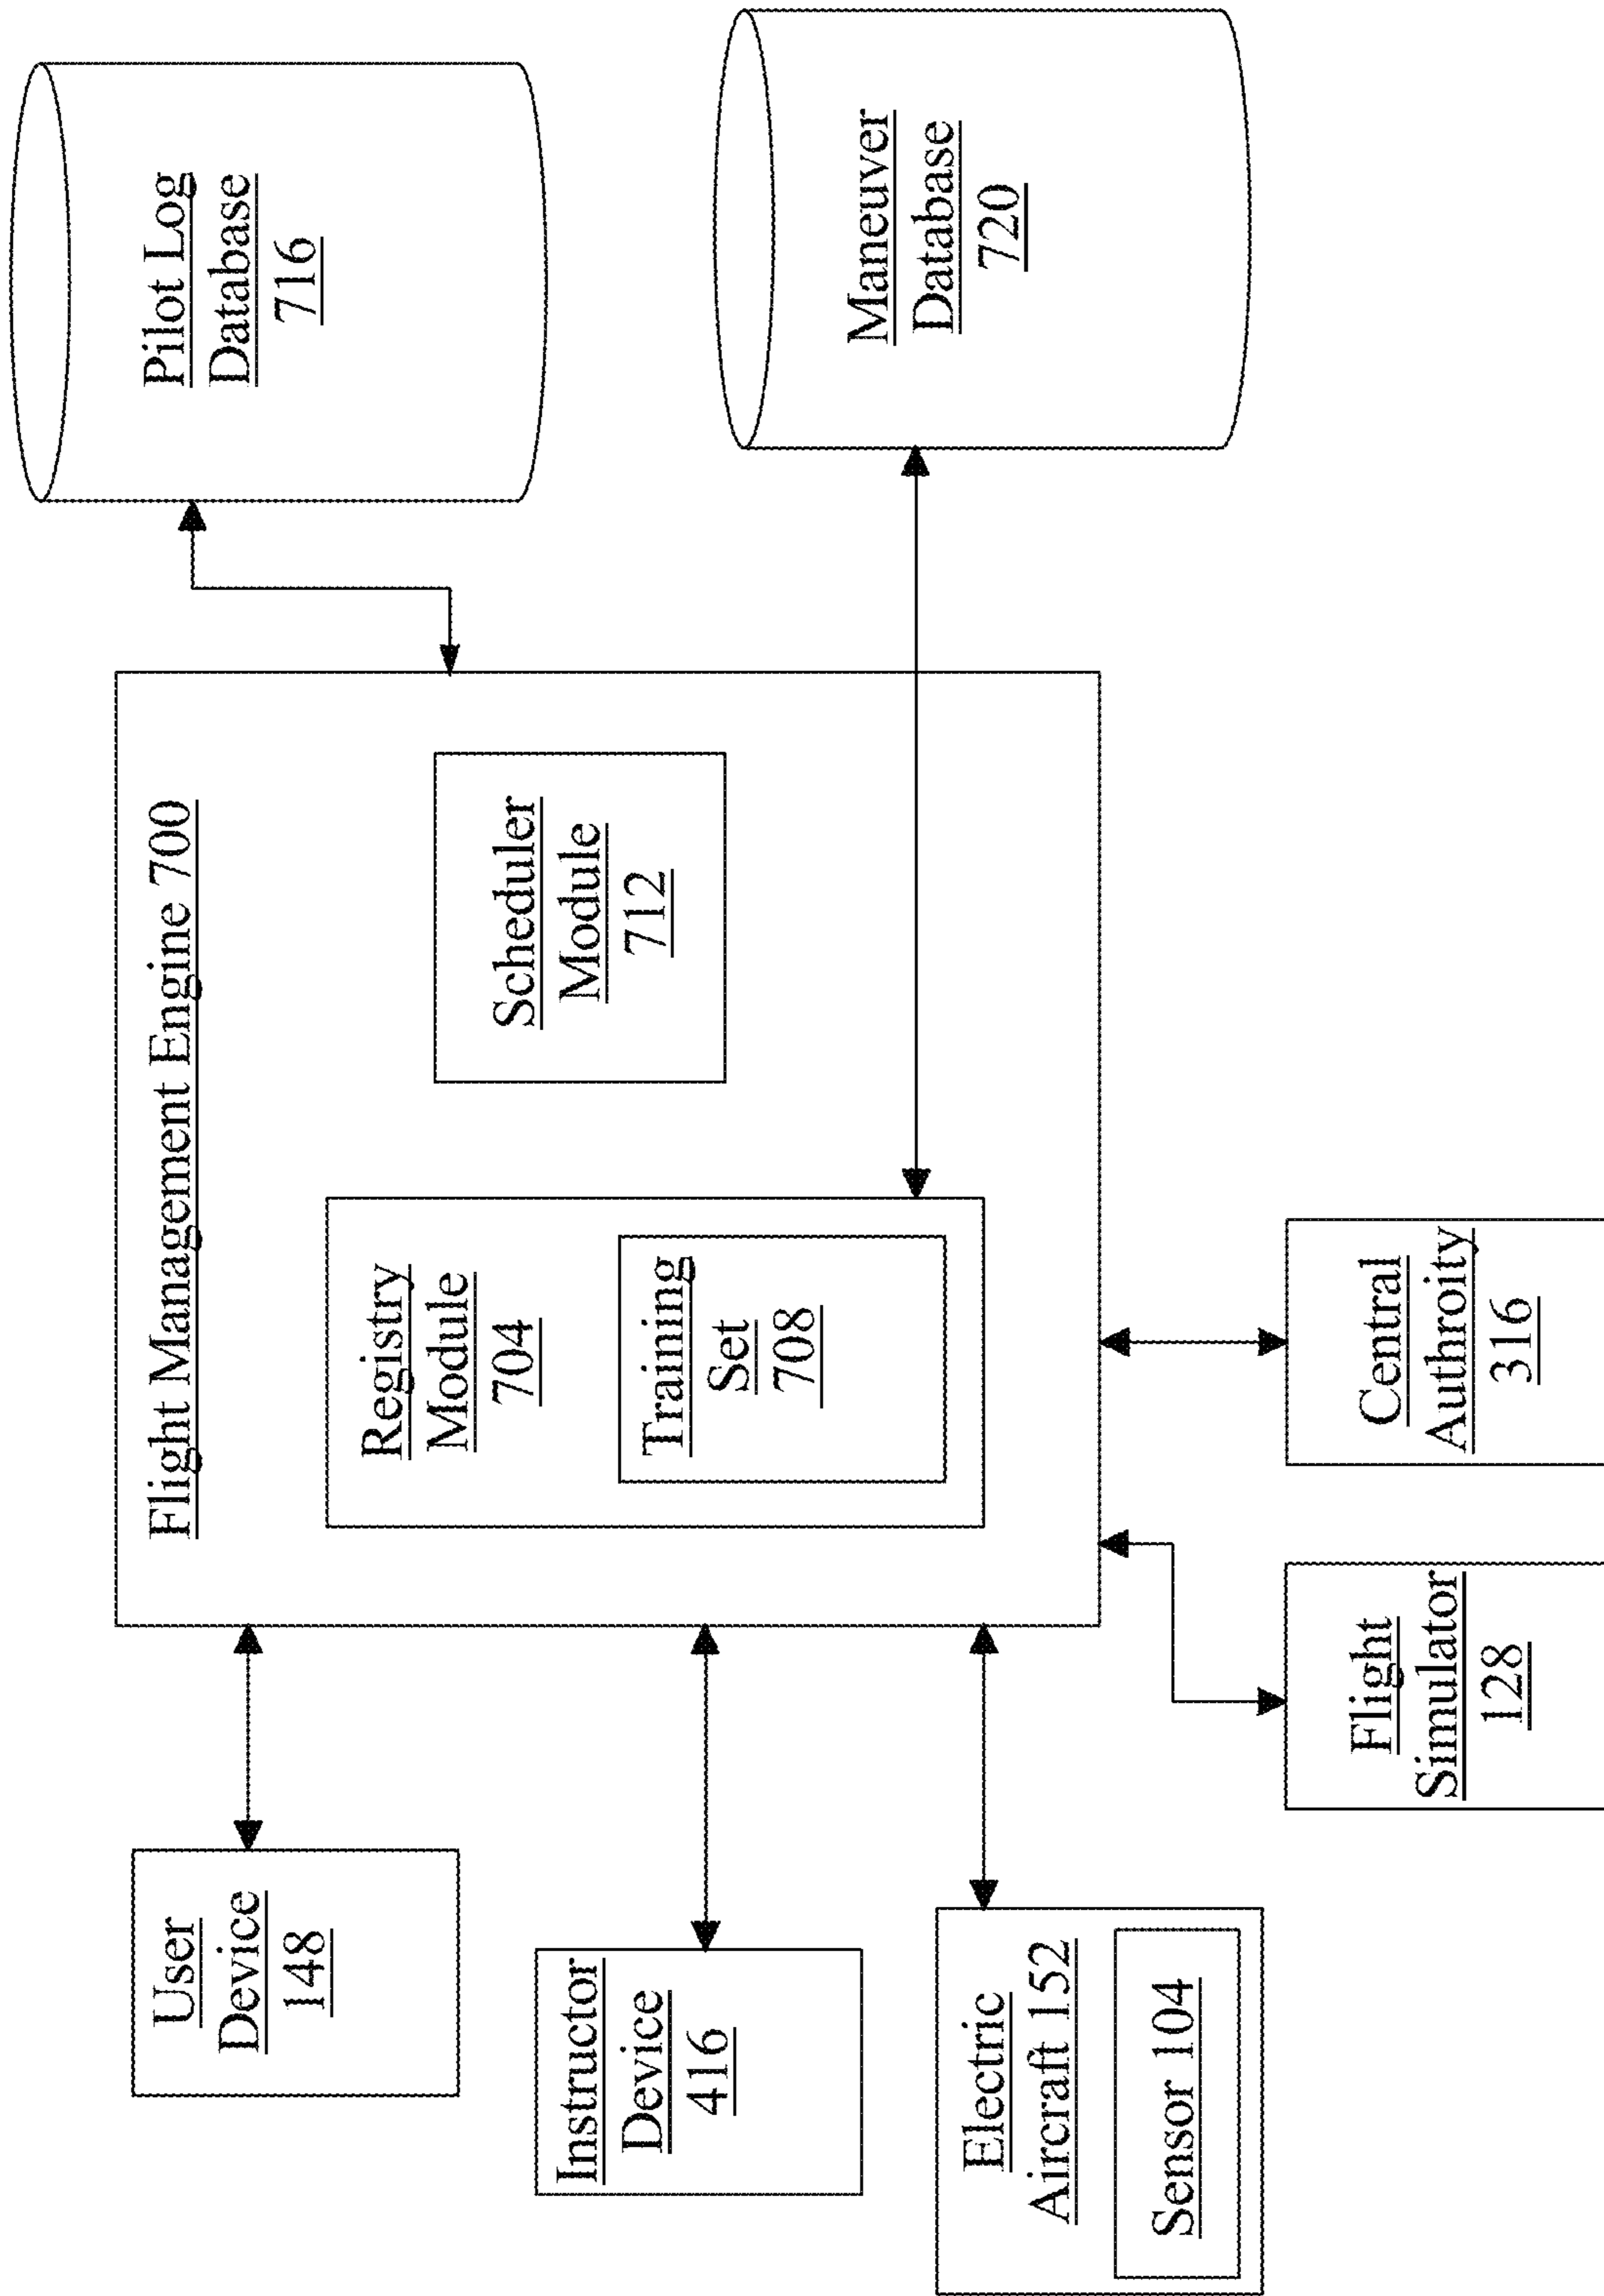 Flight Management Engine 700
User
Device
148
Instructor
Device
416
Electric
Aircraft 152
Sensor 104
Registry
Module
704
Training
Set
708
Scheduler
Module
712
Pilot Log
Database
716
Maneuver
Database
720
Flight
Simulator
128
Central
Authroity
316